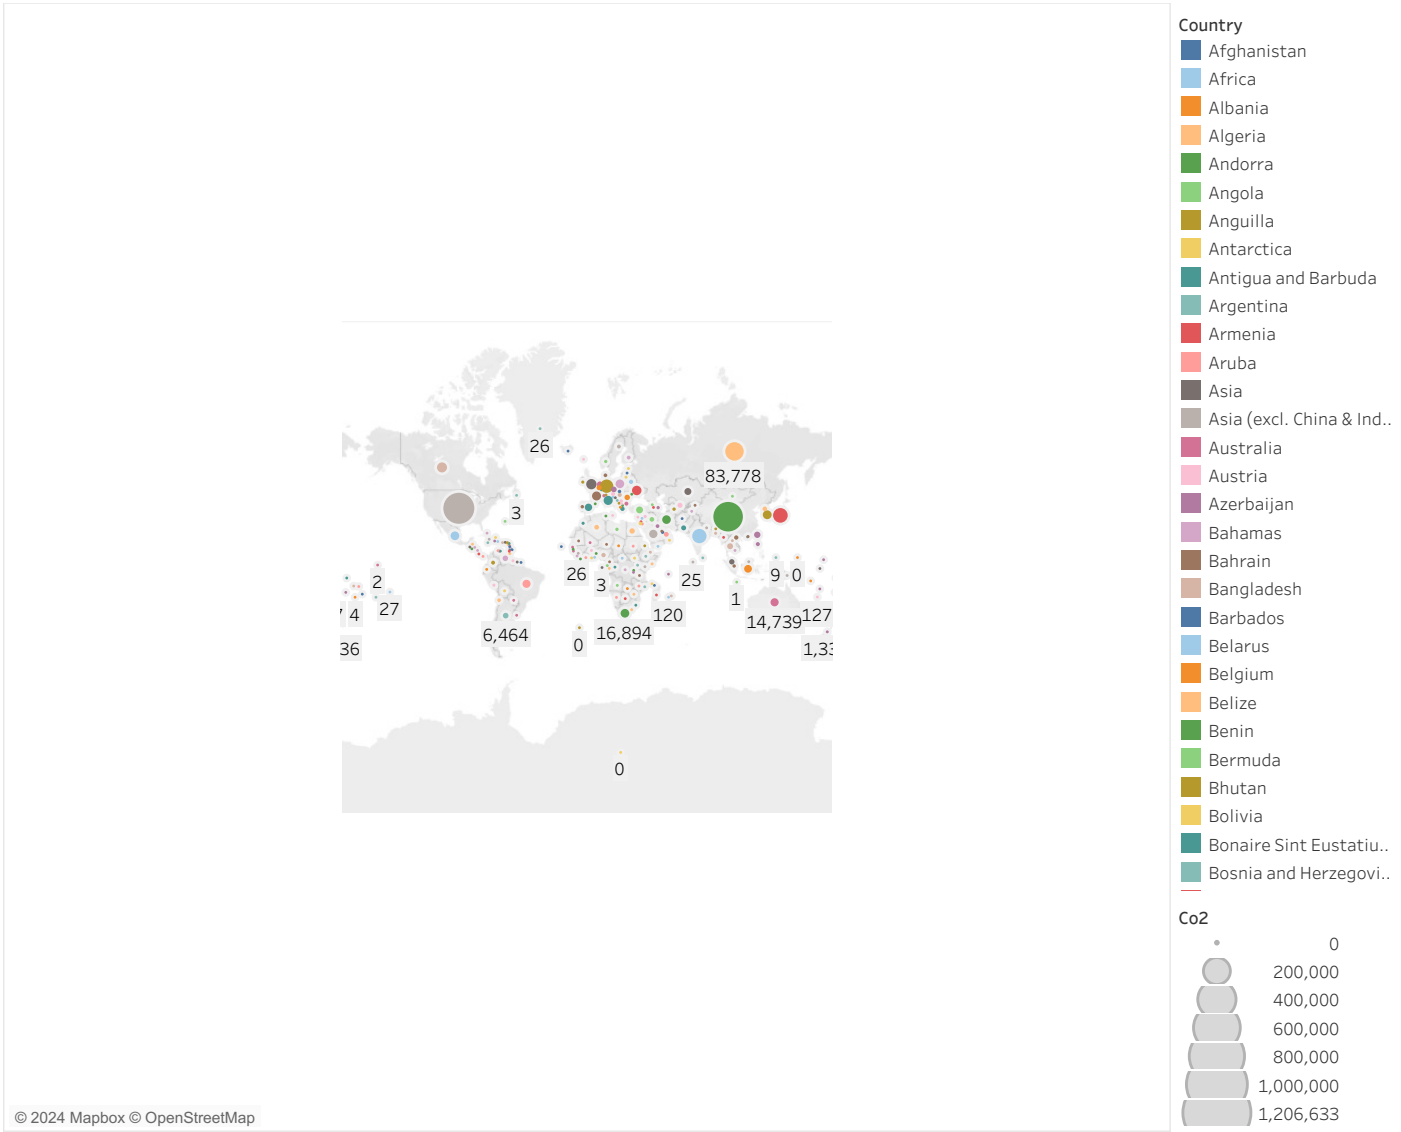 Country
Afghanistan
Africa
Albania
Algeria
Andorra
Angola
Anguilla
Antarctica
Antigua and Barbuda
Argentina
Armenia
Aruba
Asia
Asia (excl. China & Ind..
Australia
Austria
Azerbaijan
Bahamas
Bahrain
Bangladesh
Barbados
Belarus
Belgium
Belize
Benin
Bermuda
Bhutan
Bolivia
Bonaire Sint Eustatiu..
Bosnia and Herzegovi..
Co2
0
200,000
400,000
600,000
800,000
1,000,000
1,206,633
26
83,778
3
26
3
25
9
0
2
1
27
4
120
127
14,739
6,464
16,894
0
36
1,33
0
© 2024 Mapbox © OpenStreetMap